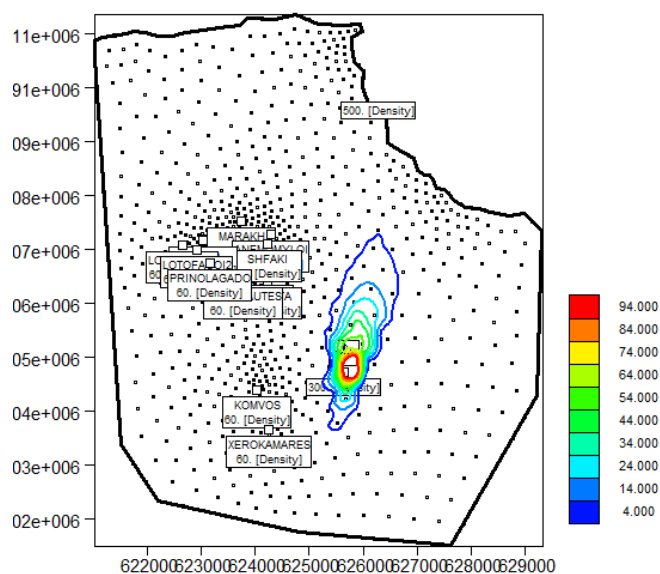 11e+006
91e+006
500. [Density]
09e+006
08e+006
MARAKH
07e+006
SHFAKI
[Density]
LOTOFAGOI2
PRINOLAGADO
60. [Density]
06e+006
60. [Density]
05e+006
04e+006
KOMVOS
60. [Density]
XEROKAMARES
60. [Density]
03e+006
02e+006
622000 623000 624000 625000 626000 627000 628000 629000
94.000
84.000
74.000
64.000
54.000
44.000
34.000
24.000
14.000
4.000